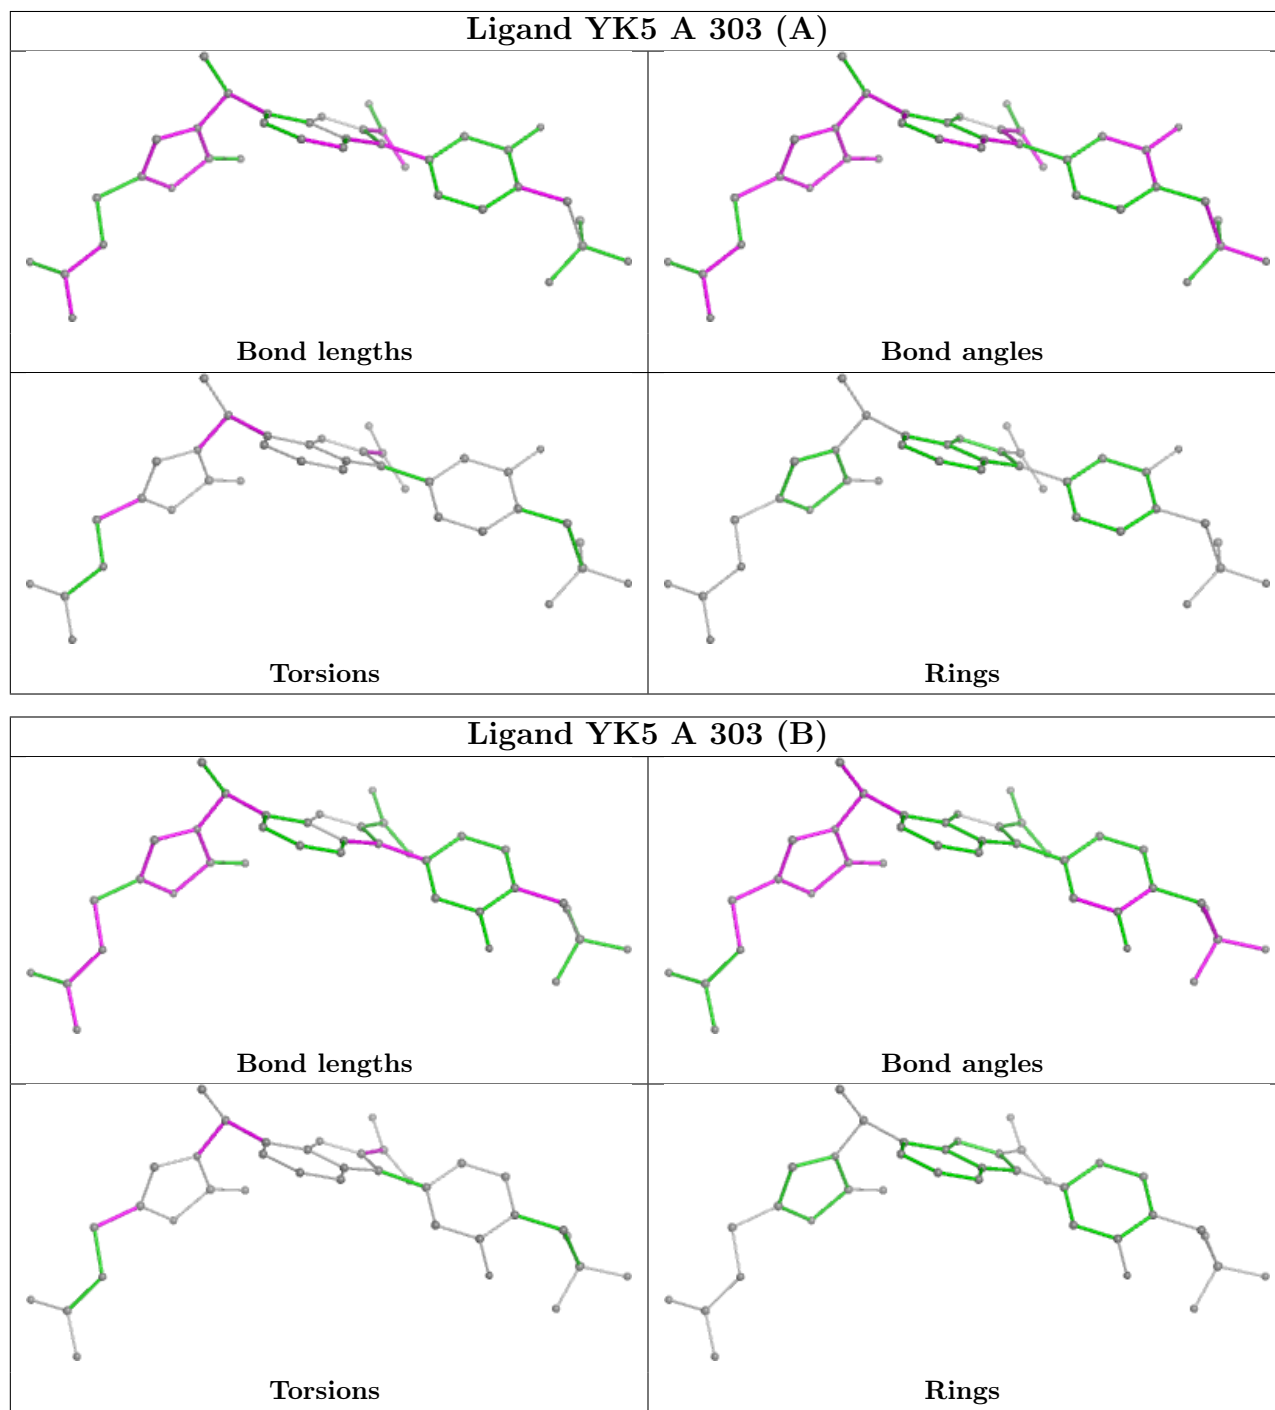 Ligand YK5 A 303 (A)
Bond lengths
Bond angles
Torsions
Rings
Ligand YK5 A 303 (B)
Bond lengths
Bond angles
Torsions
Rings